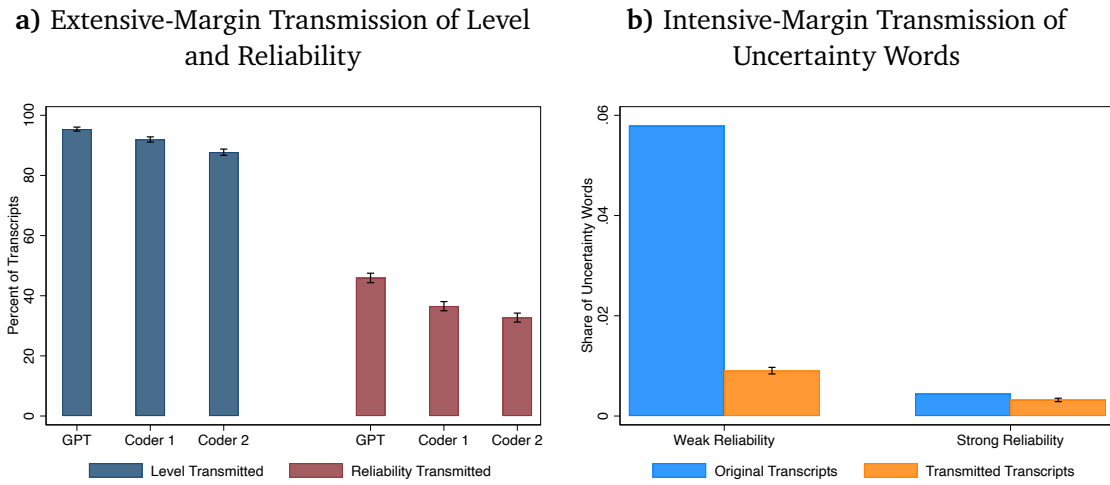 a) Extensive-Margin Transmission of Level
and Reliability
Percent of Transcripts
100
80
60
40
20
0
GPT Coder 1 Coder 2 GPT Coder 1 Coder 2
Level Transmitted Reliability Transmitted
b) Intensive-Margin Transmission of
Uncertainty Words
Share of Uncertainty Words
.06
.04
.02
0
Weak Reliability Strong Reliability
Original Transcripts Transmitted Transcripts